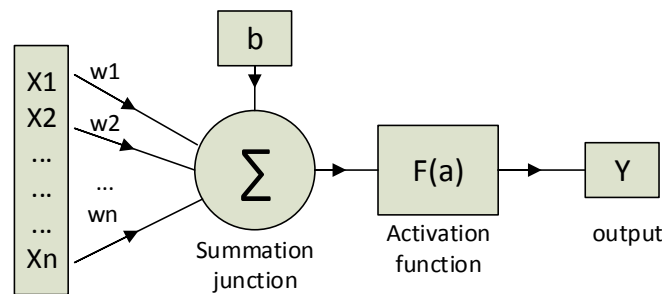 b
X1
X2
...
...
...
Xn
w1
w2
...
wn
∑
Summation
junction
F(a)
Activation
function
Y
output